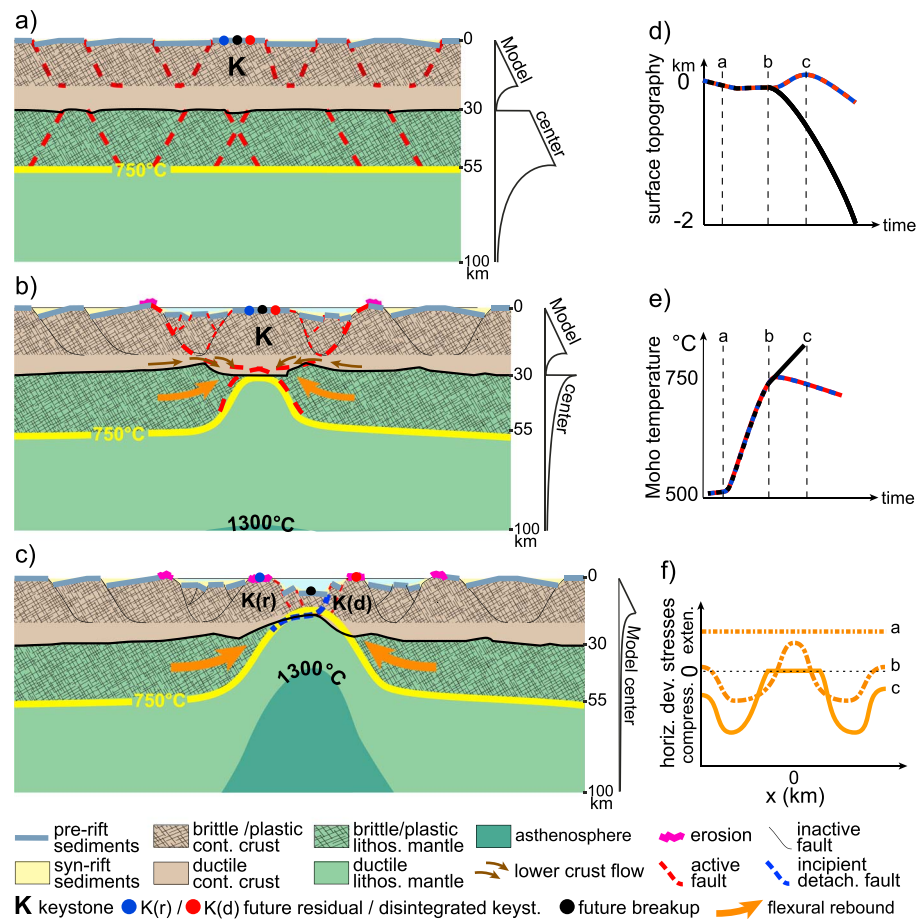 a)
K
750°C
0
30
55
100
km
Model
center
b)
K
750°C
1300°C
0
30
55
100
km
Model
center
c)
K(r)
K(d)
750°C
1300°C
0
30
55
100
km
Model center
d)
km
0
-2
a
b
c
surface topography
time
e)
°C
750
500
a
b
c
Moho temperature
time
f)
horiz. dev. stresses
compress. 0 exten.
a
b
c
0
x (km)
pre-rift
sediments
brittle /plastic
cont. crust
brittle/plastic
lithos. mantle
asthenosphere
erosion
inactive
fault
syn-rift
sediments
ductile
cont. crust
ductile
lithos. mantle
lower crust flow
active
fault
incipient
detach. fault
K keystone
K(r) / K(d) future residual / disintegrated keyst.
future breakup
flexural rebound